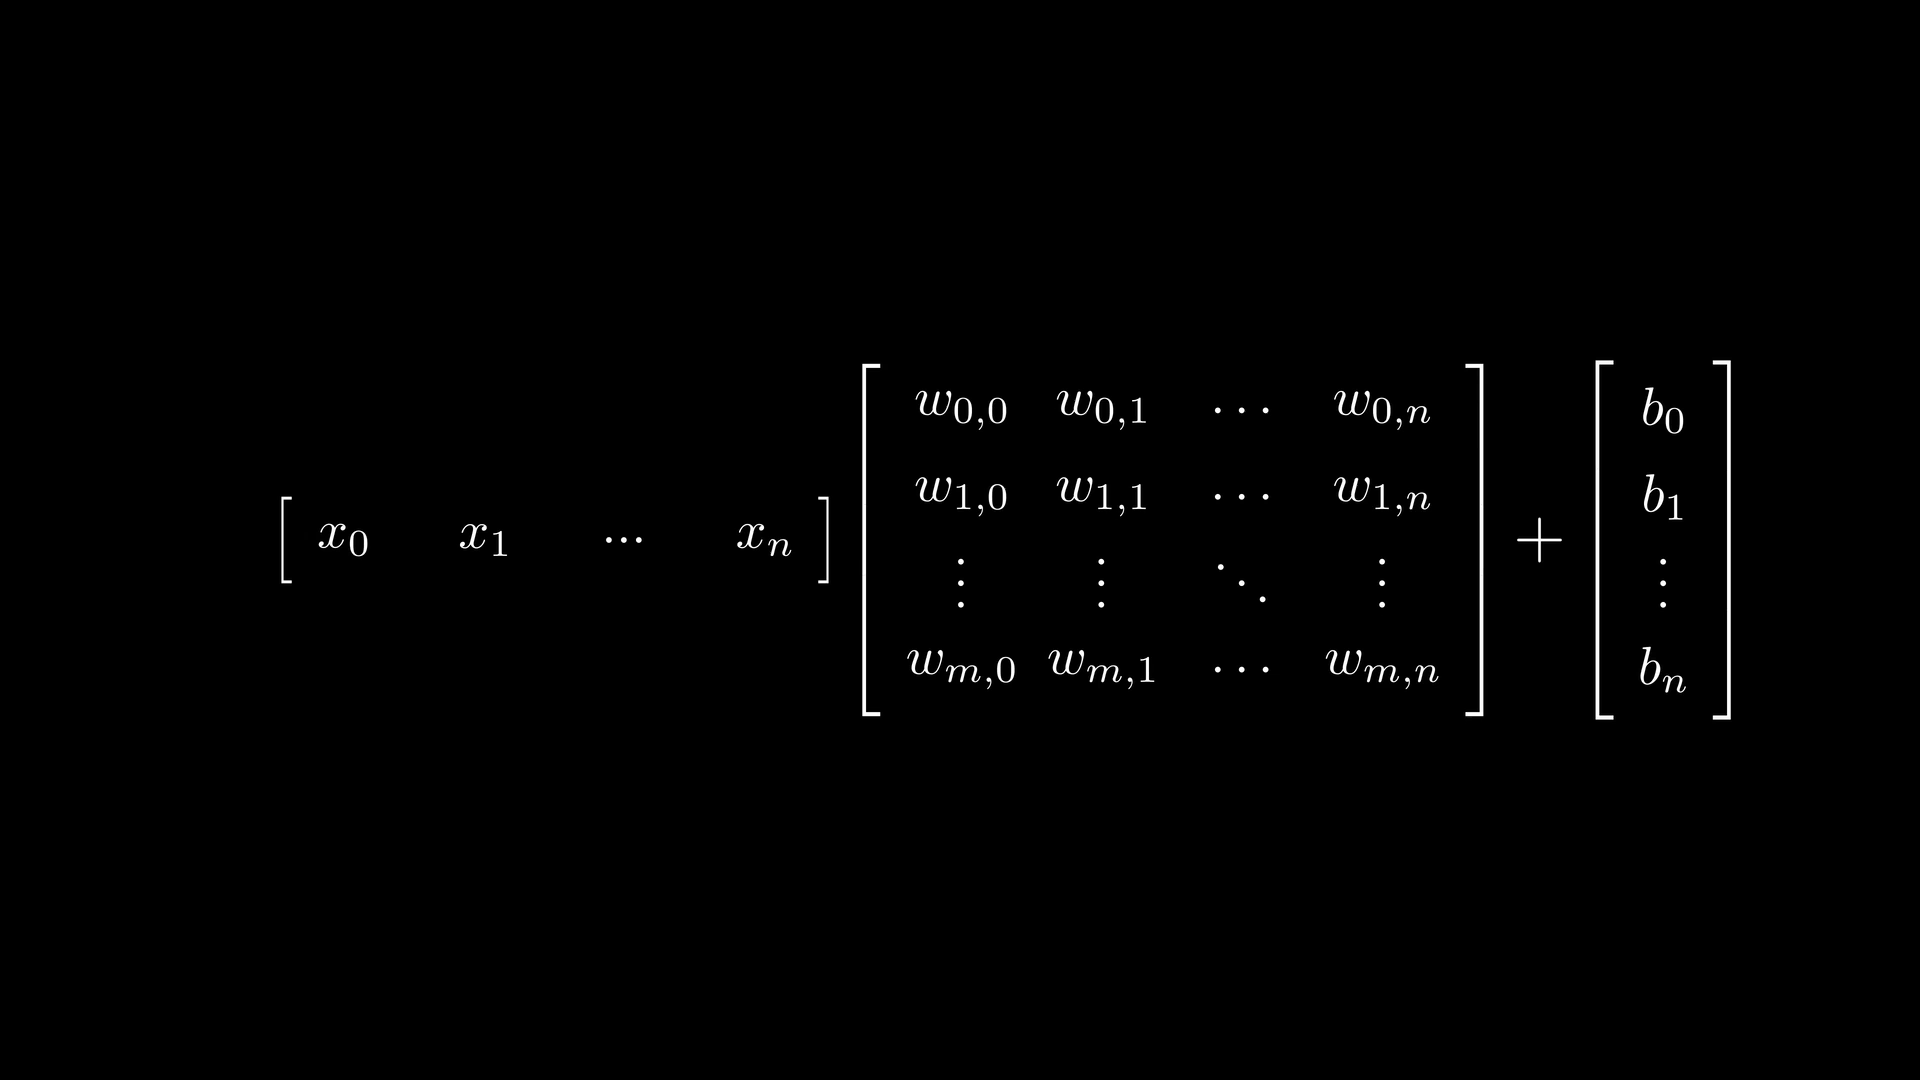 [ x₀ x₁ ... xₙ ] [ w₀,₀ w₀,₁ ⋯ w₀,ₙ ] + [ b₀ ]
[ w₁,₀ w₁,₁ ⋯ w₁,ₙ ] [ b₁ ]
[ ⋮ ⋮ ⋱ ⋮ ] [ ⋮ ]
[ wₘ,₀ wₘ,₁ ⋯ wₘ,ₙ ] [ bₙ ]